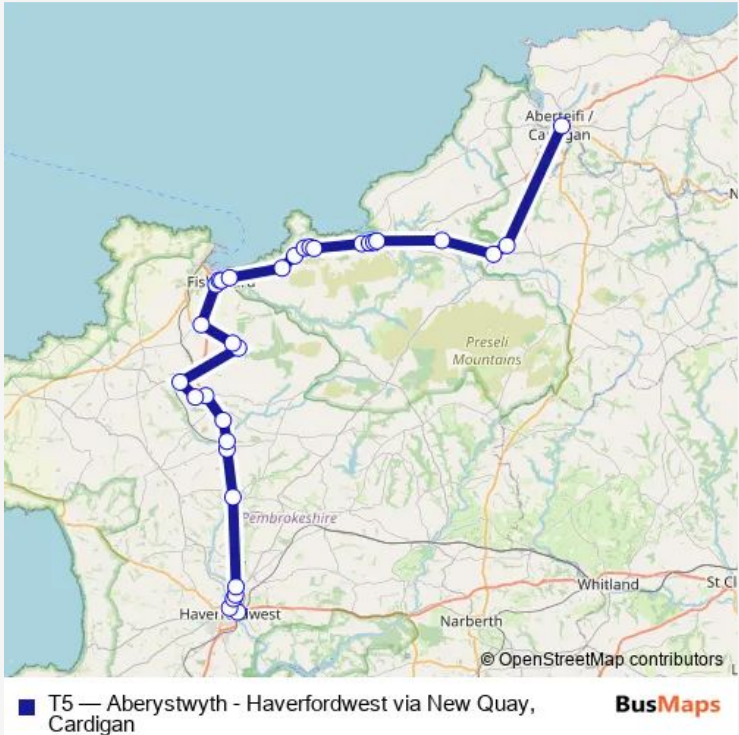 Aberteifi /
Cardigan
N
Fishguard
Preseli
Mountains
Pembrokeshire
Whitland
St Cl
Haverfordwest
Narberth
L
© OpenStreetMap contributors
T5 — Aberystwyth - Haverfordwest via New Quay,
Cardigan
BusMaps